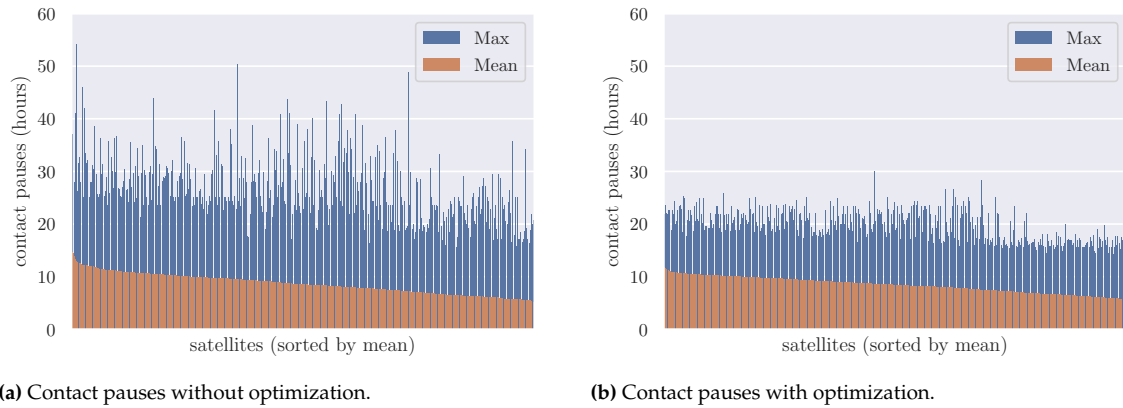 60
50
40
30
20
10
0
contact pauses (hours)
Max
Mean
satellites (sorted by mean)
(a) Contact pauses without optimization.
60
50
40
30
20
10
0
contact pauses (hours)
Max
Mean
satellites (sorted by mean)
(b) Contact pauses with optimization.